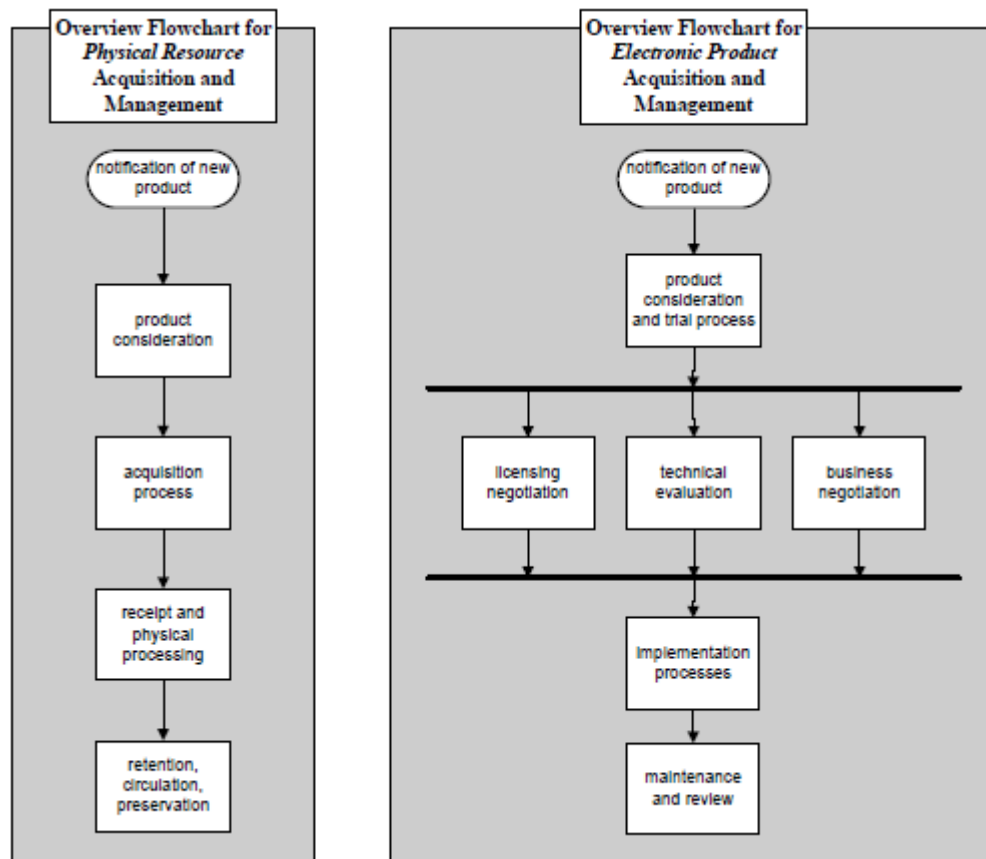 Overview Flowchart for
Physical Resource
Acquisition and
Management
notification of new
product
product
consideration
acquisition
process
receipt and
physical
processing
retention,
circulation,
preservation
Overview Flowchart for
Electronic Product
Acquisition and
Management
notification of new
product
product
consideration
and trial process
licensing
negotiation
technical
evaluation
business
negotiation
implementation
processes
maintenance
and review